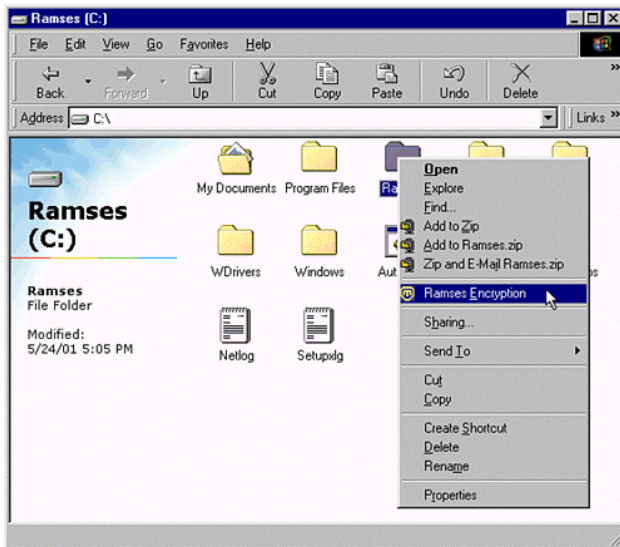 Ramses (C:)
File Edit View Go Favorites Help
Back Forward Up Cut Copy Paste Undo Delete »
Address C:\ Links »
My Documents Program Files
Ramses
(C:)
WDrivers Windows
Ramses
File Folder
Modified:
5/24/01 5:05 PM
Netlog Setupxlg
Open
Explore
Find...
Add to Zip
Add to Ramses.zip
Zip and E-Mail Ramses.zip
Ramses Encryption
Sharing...
Send To
Cut
Copy
Create Shortcut
Delete
Rename
Properties